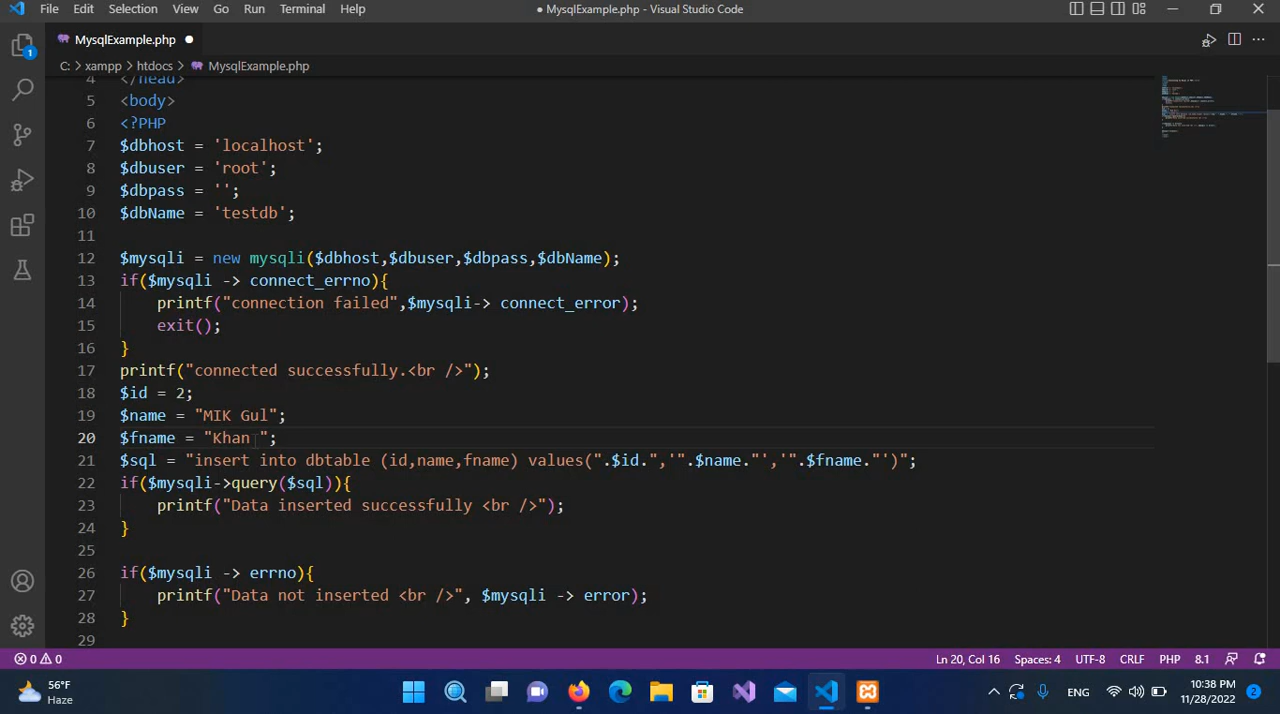 File Edit Selection View Go Run Terminal Help
● MysqlExample.php - Visual Studio Code
MysqlExample.php ●
C: > xampp > htdocs > MysqlExample.php
4 </head>
5 <body>
6 <?PHP
7 $dbhost = 'localhost';
8 $dbuser = 'root';
9 $dbpass = '';
10 $dbName = 'testdb';
11
12 $mysqli = new mysqli($dbhost,$dbuser,$dbpass,$dbName);
13 if($mysqli -> connect_errno){
14 printf("connection failed",$mysqli-> connect_error);
15 exit();
16 }
17 printf("connected successfully.<br />");
18 $id = 2;
19 $name = "MIK Gul";
20 $fname = "Khan ";
21 $sql = "insert into dbtable (id,name,fname) values(".$id.",'".$name."','".$fname."')";
22 if($mysqli->query($sql)){
23 printf("Data inserted successfully <br />");
24 }
25
26 if($mysqli -> errno){
27 printf("Data not inserted <br />", $mysqli -> error);
28 }
29
0 0 Ln 20, Col 16 Spaces: 4 UTF-8 CRLF PHP 8.1
1
56°F
Haze
ENG
10:38 PM
11/28/2022
2